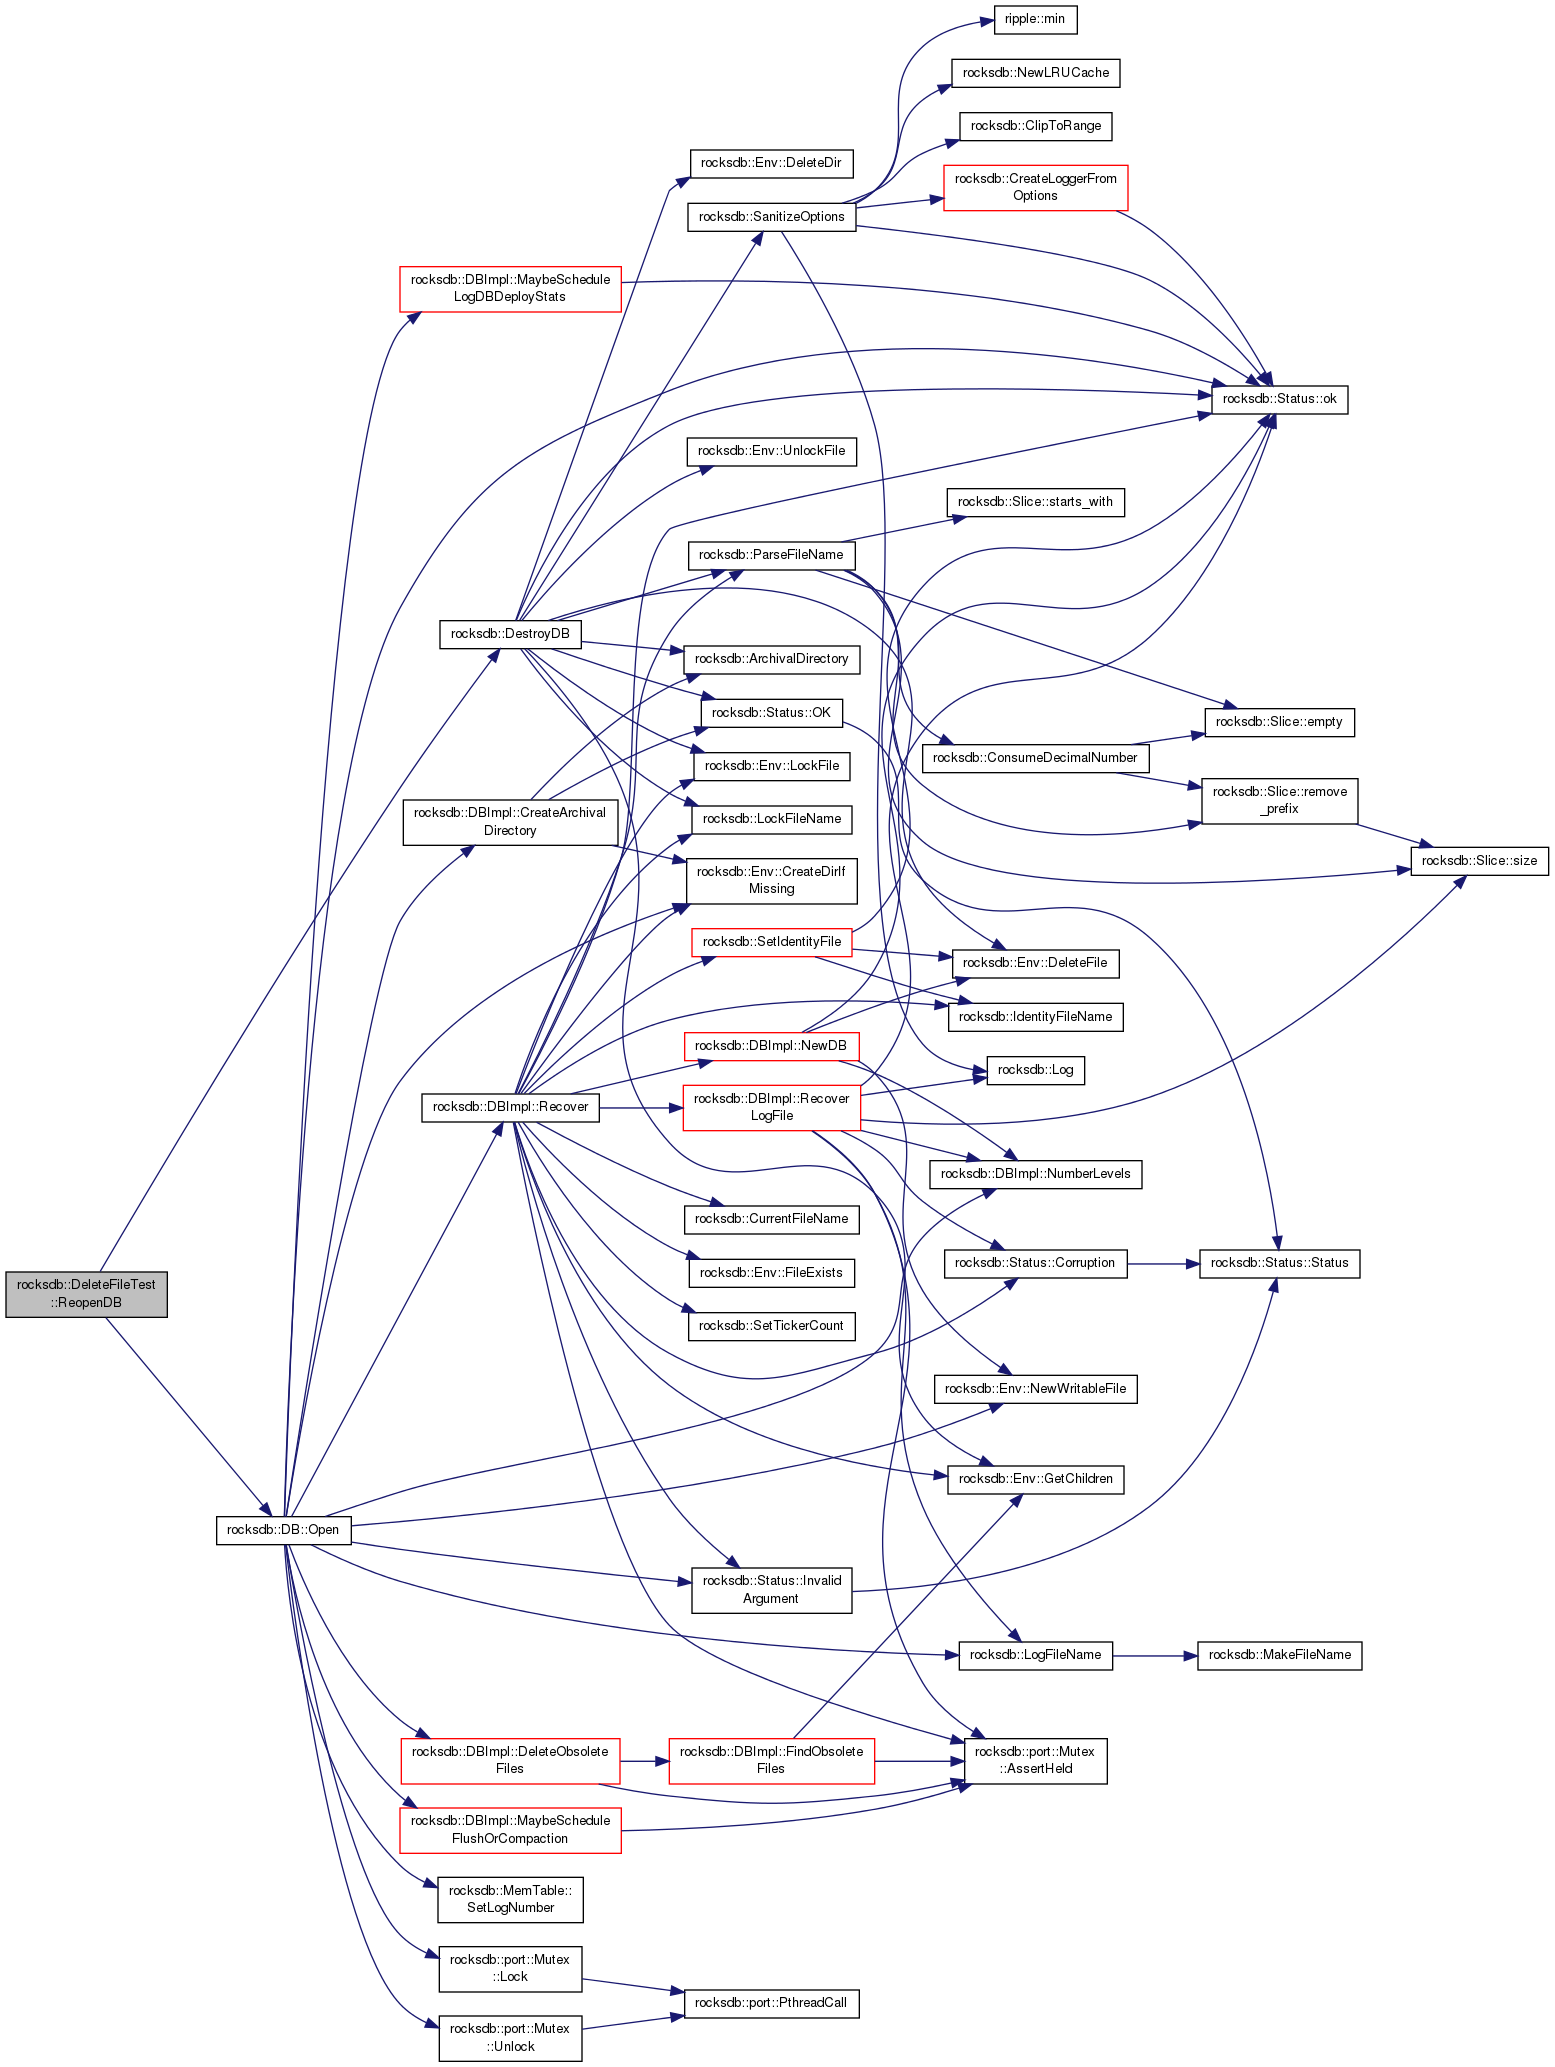 ripple::min
rocksdb::NewLRUCache
rocksdb::ClipToRange
rocksdb::Env::DeleteDir
rocksdb::CreateLoggerFrom
Options
rocksdb::SanitizeOptions
rocksdb::DBImpl::MaybeSchedule
LogDBDeployStats
rocksdb::Status::ok
rocksdb::Env::UnlockFile
rocksdb::Slice::starts_with
rocksdb::ParseFileName
rocksdb::DestroyDB
rocksdb::ArchivalDirectory
rocksdb::Status::OK
rocksdb::Slice::empty
rocksdb::ConsumeDecimalNumber
rocksdb::Env::LockFile
rocksdb::Slice::remove
_prefix
rocksdb::DBImpl::CreateArchival
Directory
rocksdb::LockFileName
rocksdb::Slice::size
rocksdb::Env::CreateDirIf
Missing
rocksdb::SetIdentityFile
rocksdb::Env::DeleteFile
rocksdb::IdentityFileName
rocksdb::DBImpl::NewDB
rocksdb::Log
rocksdb::DBImpl::Recover
rocksdb::DBImpl::Recover
LogFile
rocksdb::DBImpl::NumberLevels
rocksdb::CurrentFileName
rocksdb::Status::Corruption
rocksdb::Status::Status
rocksdb::Env::FileExists
rocksdb::DeleteFileTest
::ReopenDB
rocksdb::SetTickerCount
rocksdb::Env::NewWritableFile
rocksdb::Env::GetChildren
rocksdb::DB::Open
rocksdb::Status::Invalid
Argument
rocksdb::LogFileName
rocksdb::MakeFileName
rocksdb::DBImpl::DeleteObsolete
Files
rocksdb::DBImpl::FindObsolete
Files
rocksdb::port::Mutex
::AssertHeld
rocksdb::DBImpl::MaybeSchedule
FlushOrCompaction
rocksdb::MemTable::
SetLogNumber
rocksdb::port::Mutex
::Lock
rocksdb::port::PthreadCall
rocksdb::port::Mutex
::Unlock